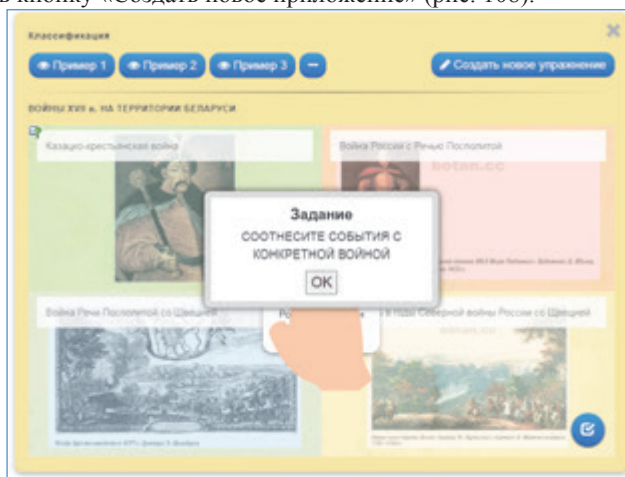 в кнопку «Создать новое приложение» (рис. 108).
Классификация
Пример 1 Пример 2 Пример 3 Создать новое упражнение
ВОЙНЫ XVII в. НА ТЕРРИТОРИИ БЕЛАРУСИ
Казацко-крестьянская война
Война России с Речью Посполитой
botan.cc
Задание
СООТНЕСИТЕ СОБЫТИЯ С
КОНКРЕТНОЙ ВОЙНОЙ
OK
Война Речи Посполитой со Швецией
в годы Северной войны России со Швецией